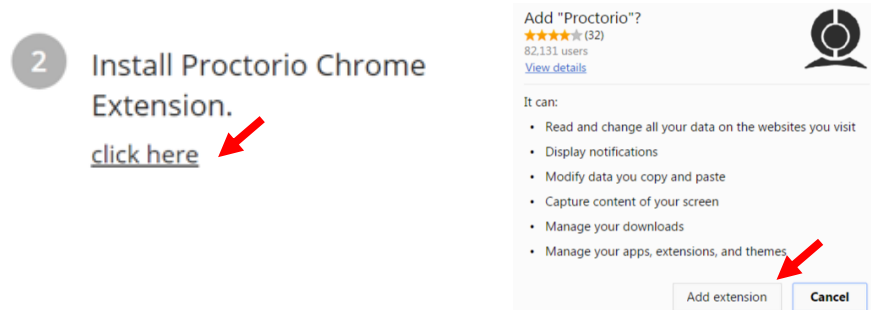 2
Install Proctorio Chrome
Extension.
click here
Add "Proctorio"?
★★★★★ (32)
82,131 users
View details
It can:
• Read and change all your data on the websites you visit
• Display notifications
• Modify data you copy and paste
• Capture content of your screen
• Manage your downloads
• Manage your apps, extensions, and themes
Add extension
Cancel